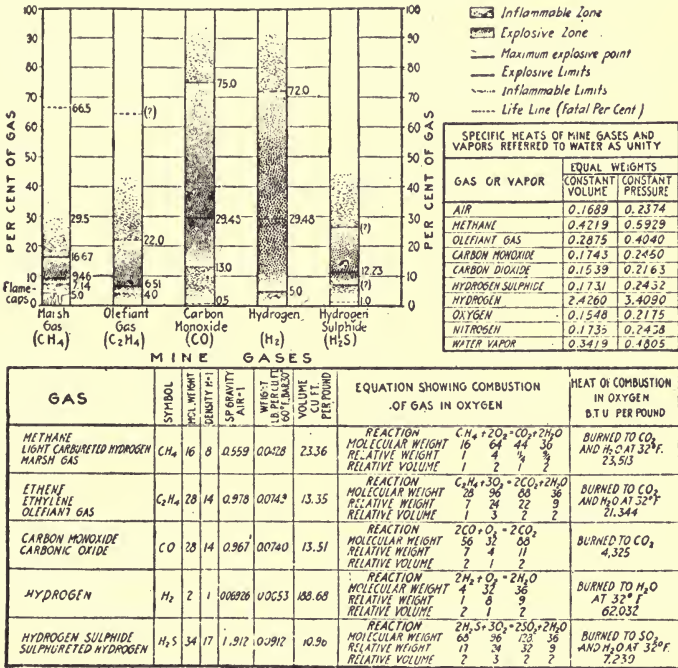 100
90
80
70
60
50
40
30
20
10
0
PER CENT OF GAS
Flame-
caps
66.5
29.5
16.67
9.46
7.14
5.0
(?)
22.0
6.51
4.0
75.0
29.43
13.0
0.5
72.0
29.48
5.0
(?)
12.23
(?)
1.0
100
90
80
70
60
50
40
30
20
10
0
PER CENT OF GAS
Marsh Gas (CH4)
Olefiant Gas (C2H4)
Carbon Monoxide (CO)
Hydrogen (H2)
Hydrogen Sulphide (H2S)
MINE GASES
Inflammable Zone
Explosive Zone
Maximum explosive point
Explosive Limits
Inflammable Limits
Life Line (Fatal Per Cent)
SPECIFIC HEATS OF MINE GASES AND
VAPORS REFERRED TO WATER AS UNITY
GAS OR VAPOR
EQUAL WEIGHTS
CONSTANT VOLUME
CONSTANT PRESSURE
AIR 0.1689 0.2374
METHANE 0.4219 0.5929
OLEFIANT GAS 0.2875 0.4040
CARBON MONOXIDE 0.1743 0.2450
CARBON DIOXIDE 0.1539 0.2163
HYDROGEN SULPHIDE 0.1731 0.2432
HYDROGEN 2.4260 3.4090
OXYGEN 0.1548 0.2175
NITROGEN 0.1735 0.2438
WATER VAPOR 0.3419 0.4805
GAS
SYMBOL
MOL. WEIGHT
DENSITY H=1
SP GRAVITY AIR=1
WEIGHT LB PER CU FT 60°F, BAR 30"
VOLUME CU FT. PER POUND
EQUATION SHOWING COMBUSTION
OF GAS IN OXYGEN
HEAT OF COMBUSTION
IN OXYGEN
B.T.U PER POUND
METHANE
LIGHT CARBURETED HYDROGEN
MARSH GAS
CH4 16 8 0.559 0.0428 23.36
REACTION CH4 + 2O2 = CO2 + 2H2O
MOLECULAR WEIGHT 16 64 44 36
RELATIVE WEIGHT 1 4
RELATIVE VOLUME 1 2 1 2
BURNED TO CO2
AND H2O AT 32°F.
23,513
ETHENE
ETHYLENE
OLEFIANT GAS
C2H4 28 14 0.978 0.0749 13.35
REACTION C2H4 + 3O2 = 2CO2 + 2H2O
MOLECULAR WEIGHT 28 96 88 36
RELATIVE WEIGHT 7 24 22 9
RELATIVE VOLUME 1 3 2 2
BURNED TO CO2
AND H2O AT 32°F
21.344
CARBON MONOXIDE
CARBONIC OXIDE
CO 28 14 0.967 0.0740 13.51
REACTION 2CO + O2 = 2CO2
MOLECULAR WEIGHT 56 32 88
RELATIVE WEIGHT 7 4 11
RELATIVE VOLUME 2 1 2
BURNED TO CO2
4,325
HYDROGEN
H2 2 1 0.06926 0.0053 188.68
REACTION 2H2 + O2 = 2H2O
MOLECULAR WEIGHT 4 32 36
RELATIVE WEIGHT 1 8 9
RELATIVE VOLUME 2 1 2
BURNED TO H2O
AT 32° F
62.032
HYDROGEN SULPHIDE
SULPHURETED HYDROGEN
H2S 34 17 1.912 0.0912 10.96
REACTION 2H2S + 3O2 = 2SO2 + 2H2O
MOLECULAR WEIGHT 68 96 128 36
RELATIVE WEIGHT 17 24 32 9
RELATIVE VOLUME 2 3 2 2
BURNED TO SO2
AND H2O AT 32°F.
7,230